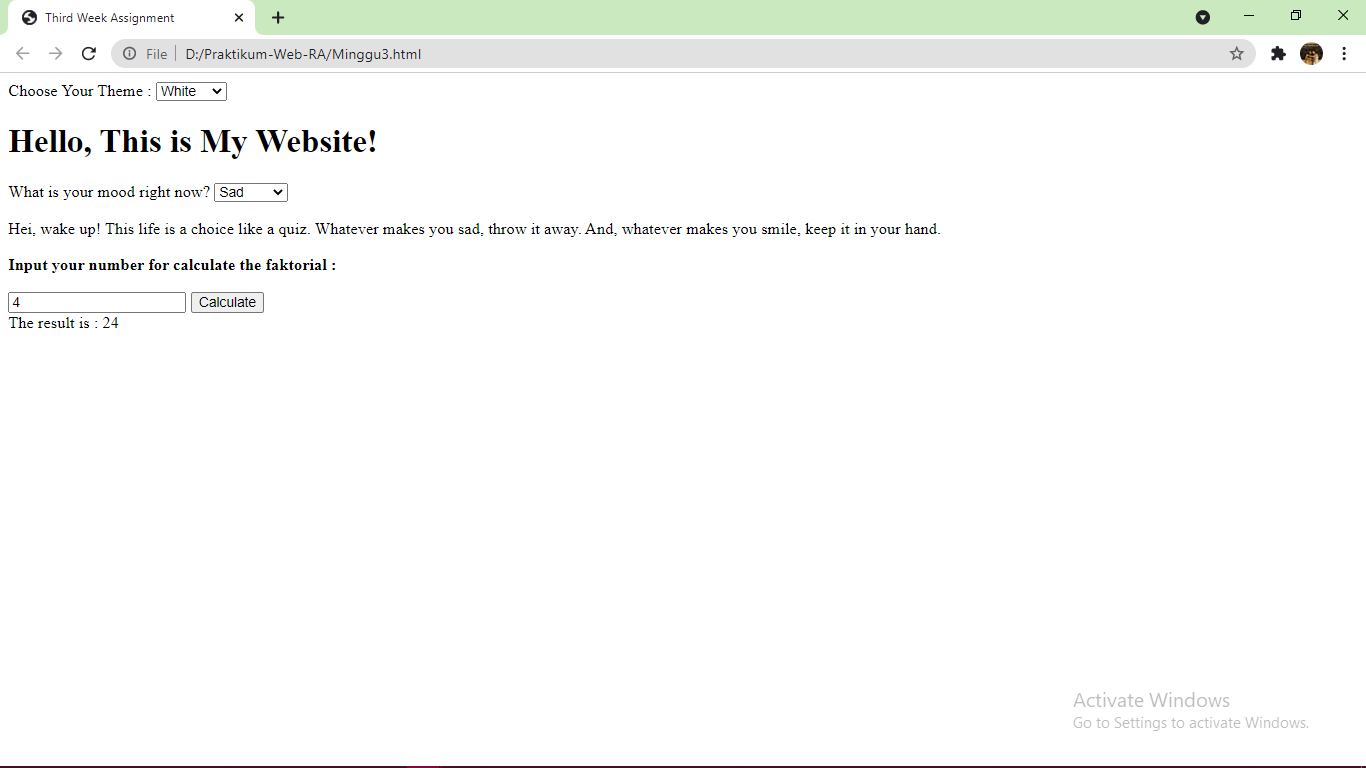 Third Week Assignment
File D:/Praktikum-Web-RA/Minggu3.html
Choose Your Theme : White
Hello, This is My Website!
What is your mood right now? Sad
Hei, wake up! This life is a choice like a quiz. Whatever makes you sad, throw it away. And, whatever makes you smile, keep it in your hand.
Input your number for calculate the faktorial :
4 Calculate
The result is : 24
Activate Windows
Go to Settings to activate Windows.